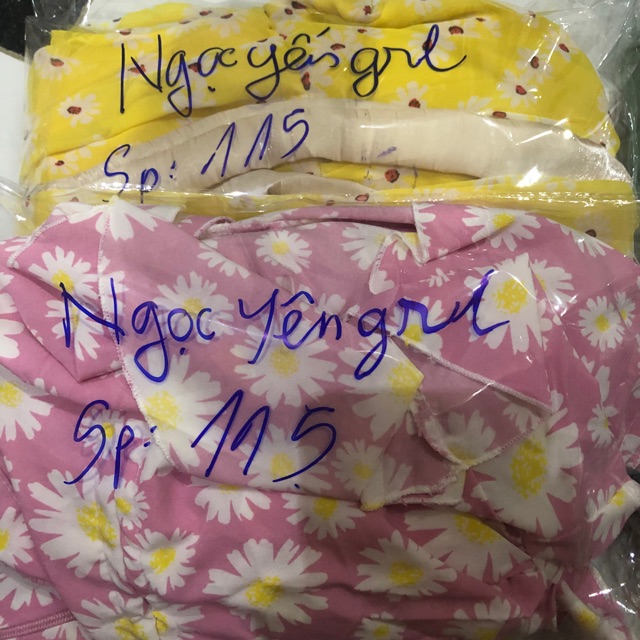 Ngọc yến grl
Sp: 115
Ngọc Yến grl
Sp: 115